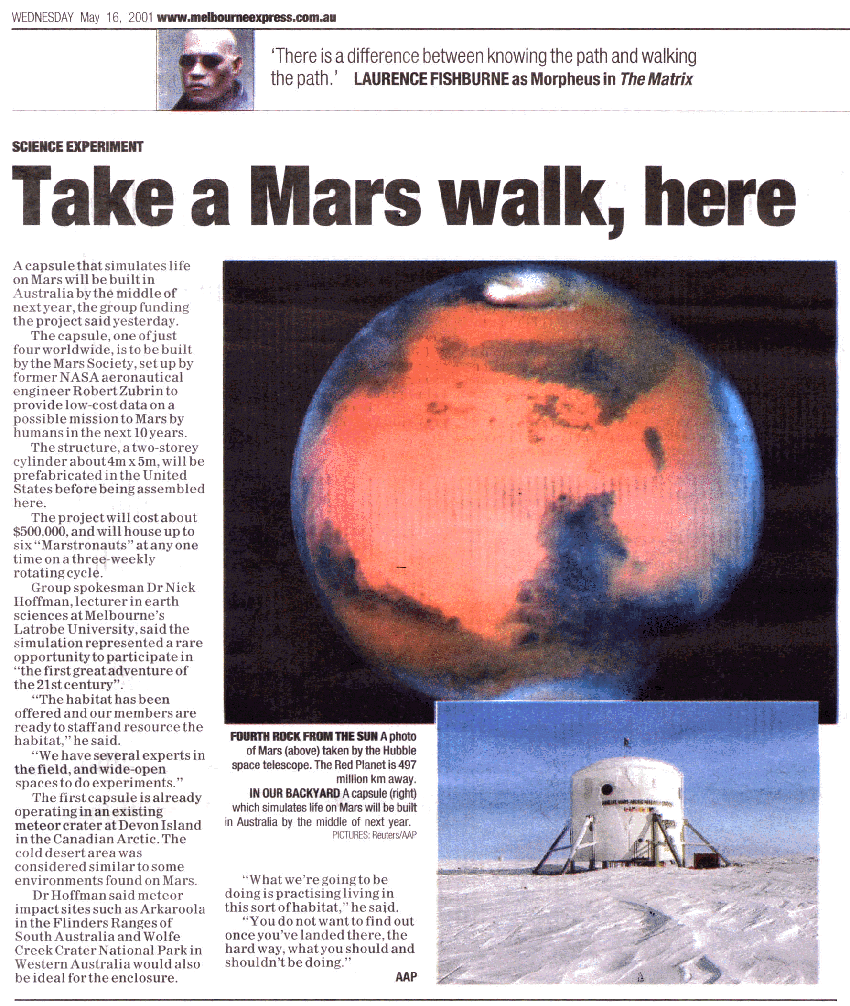 WEDNESDAY May 16, 2001 www.melbourneexpress.com.au
'There is a difference between knowing the path and walking
the path.' LAURENCE FISHBURNE as Morpheus in The Matrix
SCIENCE EXPERIMENT
Take a Mars walk, here
A capsule that simulates life
on Mars will be built in
Australia by the middle of
next year, the group funding
the project said yesterday.
The capsule, one of just
four worldwide, is to be built
by the Mars Society, set up by
former NASA aeronautical
engineer Robert Zubrin to
provide low-cost data on a
possible mission to Mars by
humans in the next 10 years.
The structure, a two-storey
cylinder about 4m x 5m, will be
prefabricated in the United
States before being assembled
here.
The project will cost about
$500,000, and will house up to
six "Marstronauts" at any one
time on a three-weekly
rotating cycle.
Group spokesman Dr Nick
Hoffman, lecturer in earth
sciences at Melbourne's
Latrobe University, said the
simulation represented a rare
opportunity to participate in
"the first great adventure of
the 21st century".
"The habitat has been
offered and our members are
ready to staff and resource the
habitat," he said.
"We have several experts in
the field, and wide-open
spaces to do experiments."
The first capsule is already
operating in an existing
meteor crater at Devon Island
in the Canadian Arctic. The
cold desert area was
considered similar to some
environments found on Mars.
Dr Hoffman said meteor
impact sites such as Arkaroola
in the Flinders Ranges of
South Australia and Wolfe
Creek Crater National Park in
Western Australia would also
be ideal for the enclosure.
FOURTH ROCK FROM THE SUN A photo
of Mars (above) taken by the Hubble
space telescope. The Red Planet is 497
million km away.
IN OUR BACKYARD A capsule (right)
which simulates life on Mars will be built
in Australia by the middle of next year.
PICTURES: Reuters/AAP
"What we're going to be
doing is practising living in
this sort of habitat," he said.
"You do not want to find out
once you've landed there, the
hard way, what you should and
shouldn't be doing."
AAP